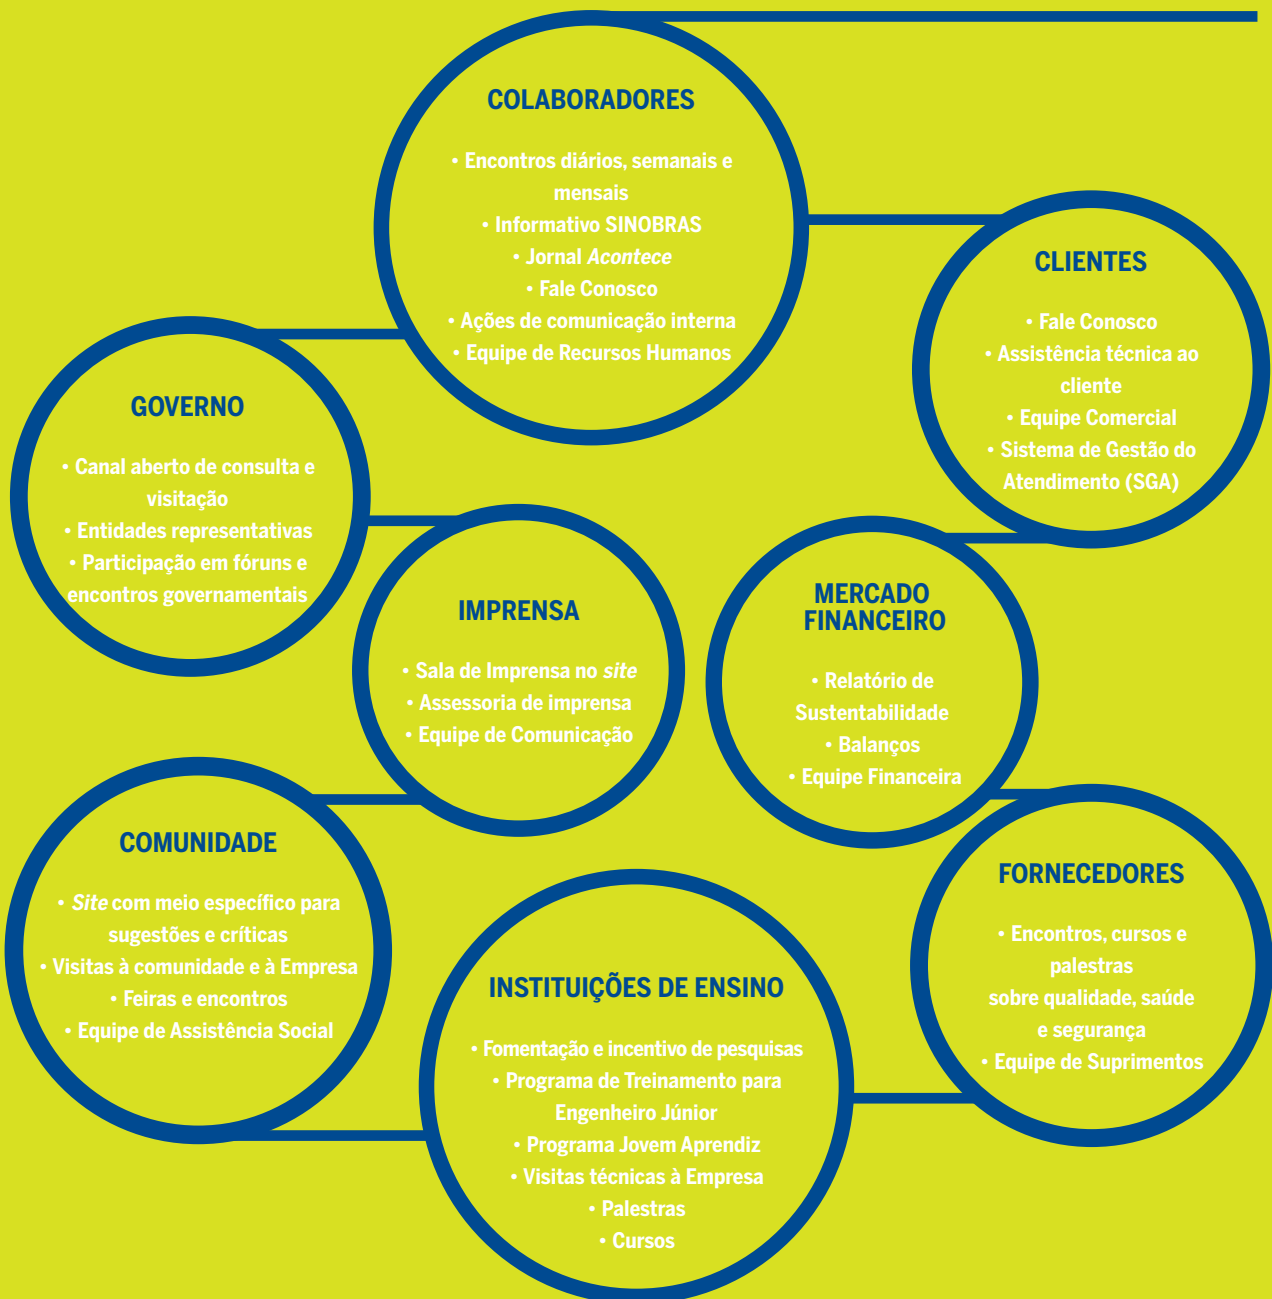 COLABORADORES
• Encontros diários, semanais e
mensais
• Informativo SINOBRAS
• Jornal Acontece
• Fale Conosco
• Ações de comunicação interna
• Equipe de Recursos Humanos
CLIENTES
• Fale Conosco
• Assistência técnica ao
cliente
• Equipe Comercial
• Sistema de Gestão do
Atendimento (SGA)
GOVERNO
• Canal aberto de consulta e
visitação
• Entidades representativas
• Participação em fóruns e
encontros governamentais
IMPRENSA
• Sala de Imprensa no site
• Assessoria de imprensa
• Equipe de Comunicação
MERCADO
FINANCEIRO
• Relatório de
Sustentabilidade
• Balanços
• Equipe Financeira
COMUNIDADE
• Site com meio específico para
sugestões e críticas
• Visitas à comunidade e à Empresa
• Feiras e encontros
• Equipe de Assistência Social
FORNECEDORES
• Encontros, cursos e
palestras
sobre qualidade, saúde
e segurança
• Equipe de Suprimentos
INSTITUIÇÕES DE ENSINO
• Fomentação e incentivo de pesquisas
• Programa de Treinamento para
Engenheiro Júnior
• Programa Jovem Aprendiz
• Visitas técnicas à Empresa
• Palestras
• Cursos